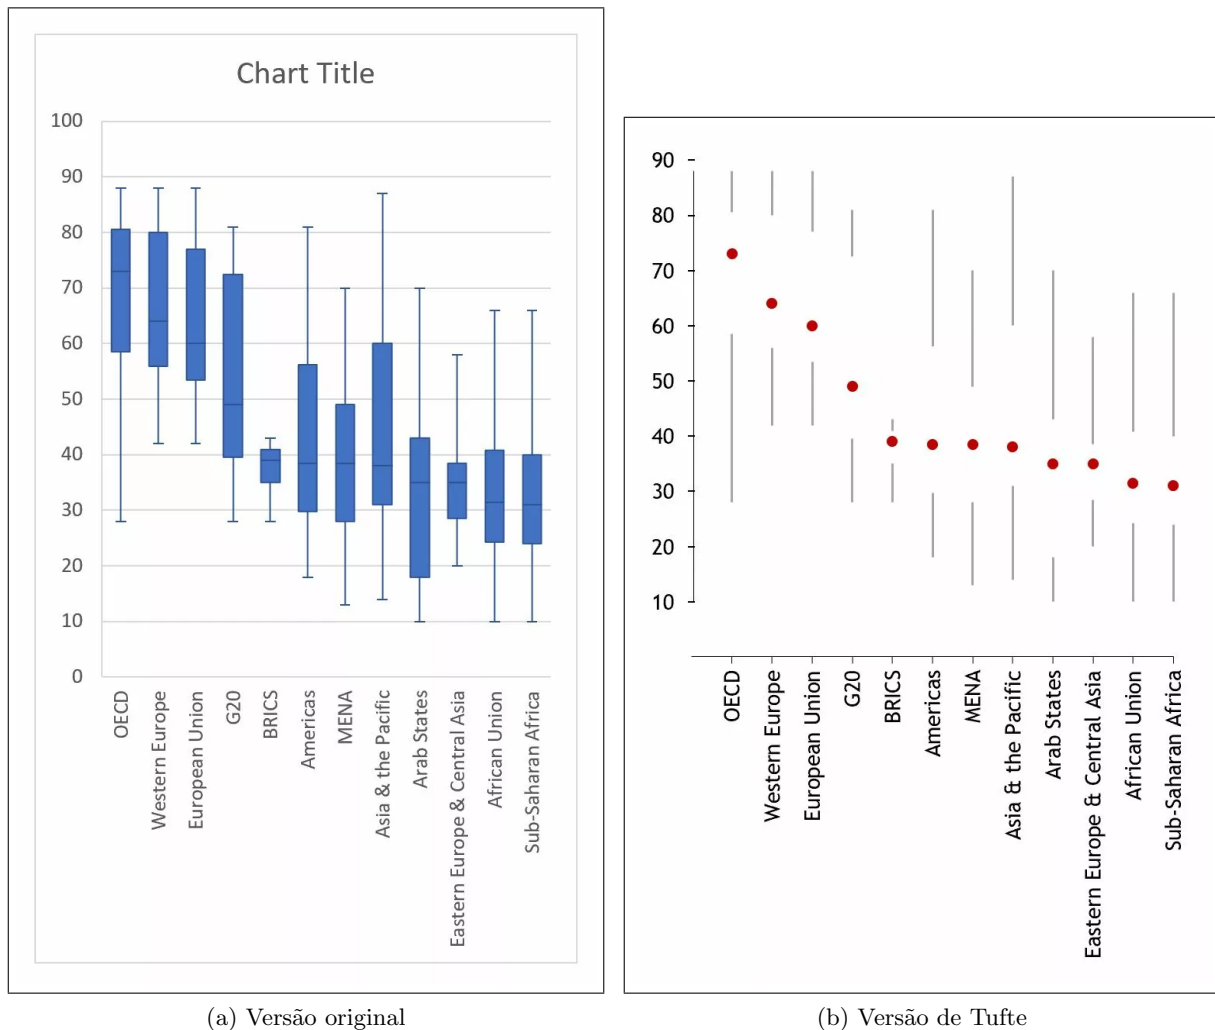 Chart Title
100
90
80
70
60
50
40
30
20
10
0
OECD
Western Europe
European Union
G20
BRICS
Americas
MENA
Asia & the Pacific
Arab States
Eastern Europe & Central Asia
African Union
Sub-Saharan Africa
(a) Versão original
90
80
70
60
50
40
30
20
10
OECD
Western Europe
European Union
G20
BRICS
Americas
MENA
Asia & the Pacific
Arab States
Eastern Europe & Central Asia
African Union
Sub-Saharan Africa
(b) Versão de Tufte